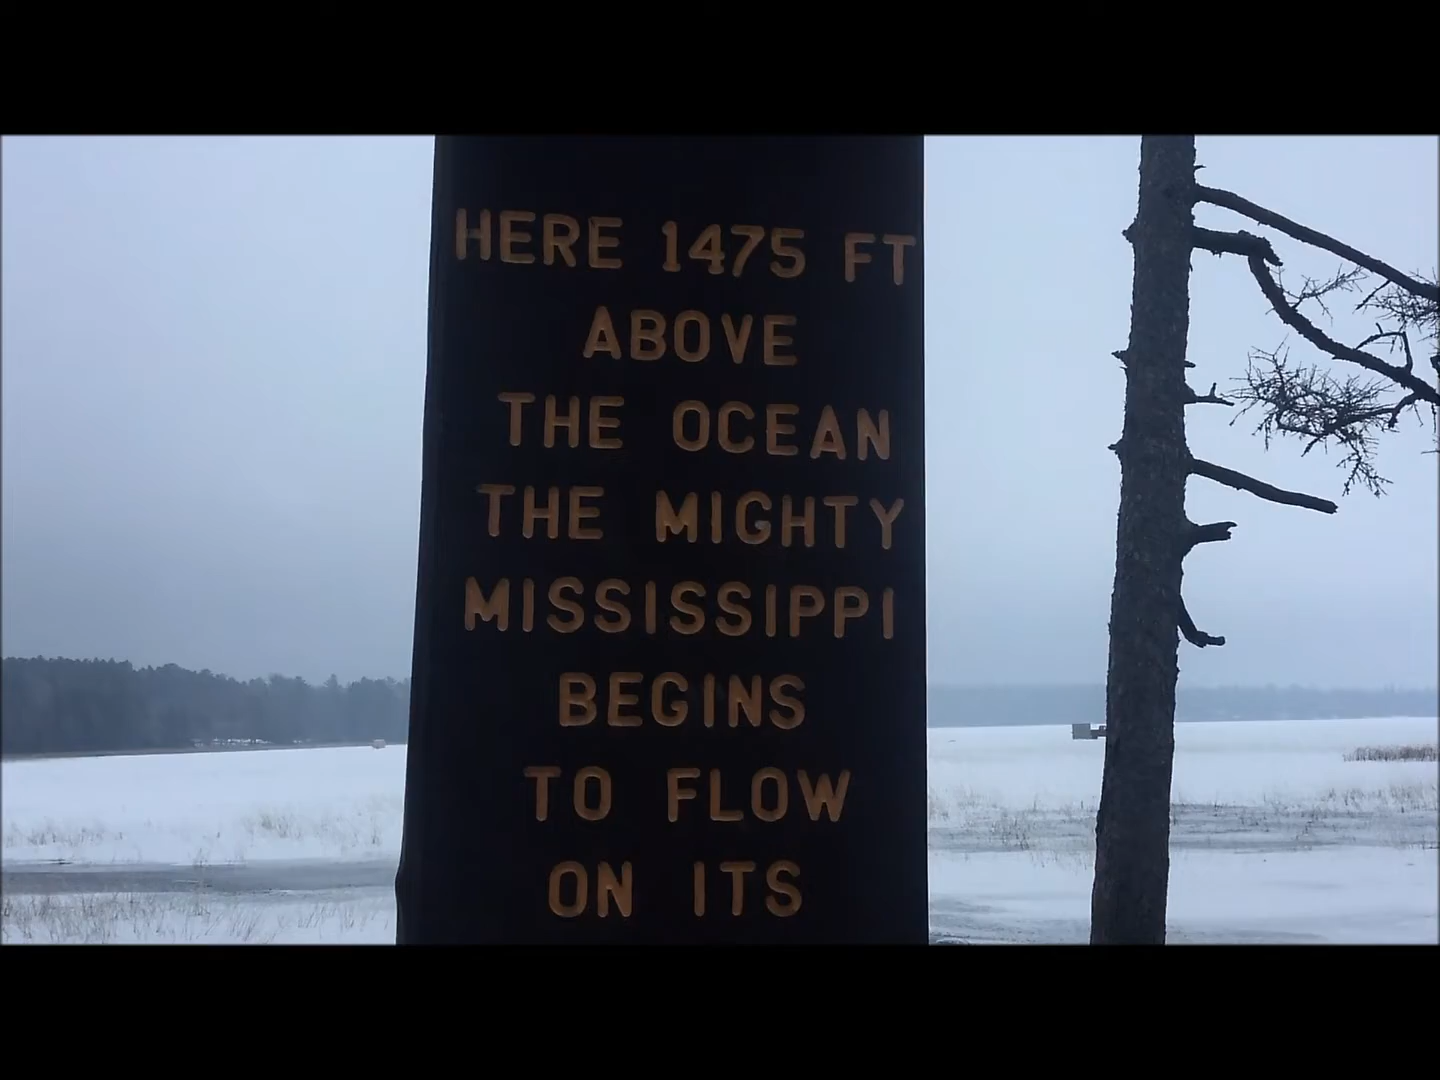 HERE 1475 FT
ABOVE
THE OCEAN
THE MIGHTY
MISSISSIPPI
BEGINS
TO FLOW
ON ITS